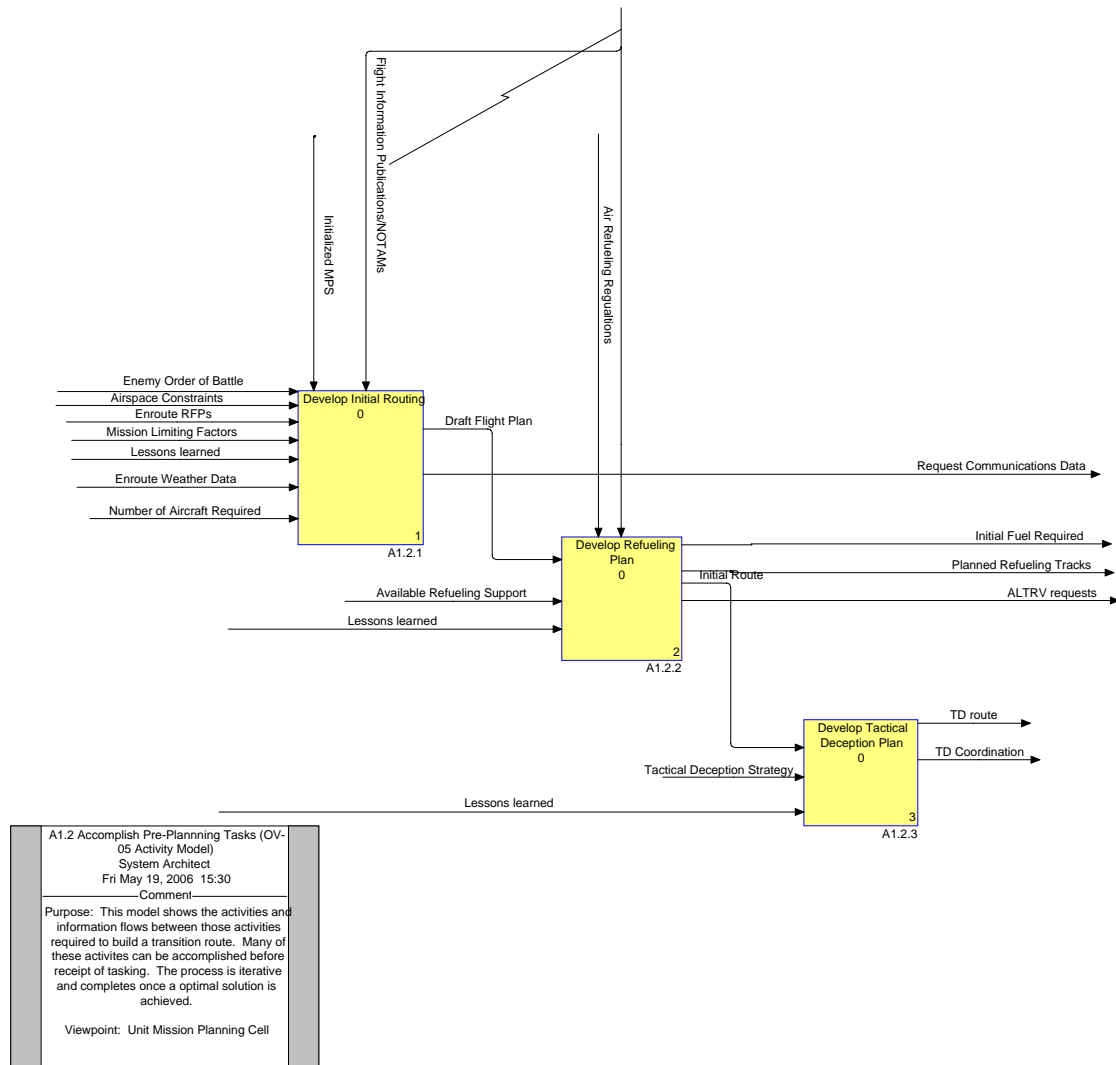 Flight Information Publications/NOTAMs
Initialized MPS
Air Refueling Regualtions
Enemy Order of Battle
Airspace Constraints
Enroute RFPs
Mission Limiting Factors
Lessons learned
Enroute Weather Data
Number of Aircraft Required
Develop Initial Routing
0
1
A1.2.1
Draft Flight Plan
Request Communications Data
Develop Refueling
Plan
0
2
A1.2.2
Available Refueling Support
Lessons learned
Initial Fuel Required
Planned Refueling Tracks
Initial Route
ALTRV requests
Develop Tactical
Deception Plan
0
3
A1.2.3
Tactical Deception Strategy
Lessons learned
TD route
TD Coordination
A1.2 Accomplish Pre-Plannning Tasks (OV-
05 Activity Model)
System Architect
Fri May 19, 2006 15:30
Comment
Purpose: This model shows the activities and
information flows between those activities
required to build a transition route. Many of
these activites can be accomplished before
receipt of tasking. The process is iterative
and completes once a optimal solution is
achieved.
Viewpoint: Unit Mission Planning Cell